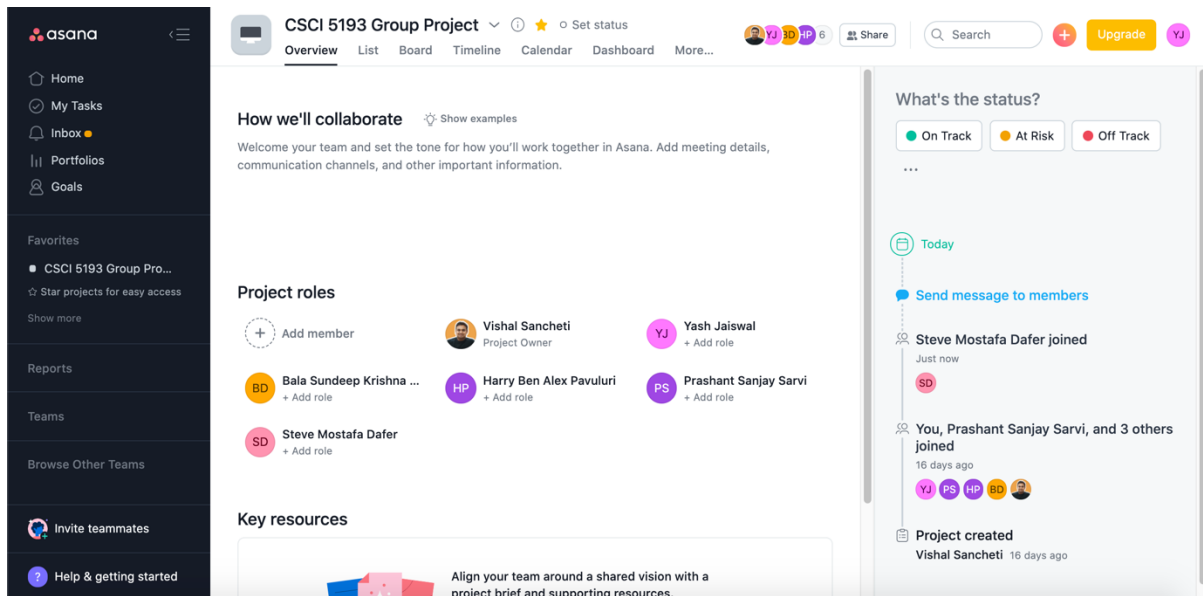 asana
Home
My Tasks
Inbox
Portfolios
Goals
Favorites
CSCI 5193 Group Pro...
Star projects for easy access
Show more
Reports
Teams
Browse Other Teams
Invite teammates
? Help & getting started
CSCI 5193 Group Project
Set status
Overview List Board Timeline Calendar Dashboard More...
YJ BD HP 6
Share
Search
Upgrade
YJ
How we'll collaborate
Show examples
Welcome your team and set the tone for how you'll work together in Asana. Add meeting details,
communication channels, and other important information.
Project roles
+ Add member
Vishal Sancheti
Project Owner
YJ
Yash Jaiswal
+ Add role
BD
Bala Sundeep Krishna ...
+ Add role
HP
Harry Ben Alex Pavuluri
+ Add role
PS
Prashant Sanjay Sarvi
+ Add role
SD
Steve Mostafa Dafer
+ Add role
Key resources
Align your team around a shared vision with a
project brief and supporting resources.
What's the status?
On Track
At Risk
Off Track
...
Today
Send message to members
Steve Mostafa Dafer joined
Just now
SD
You, Prashant Sanjay Sarvi, and 3 others
joined
16 days ago
YJ PS HP BD
Project created
Vishal Sancheti 16 days ago